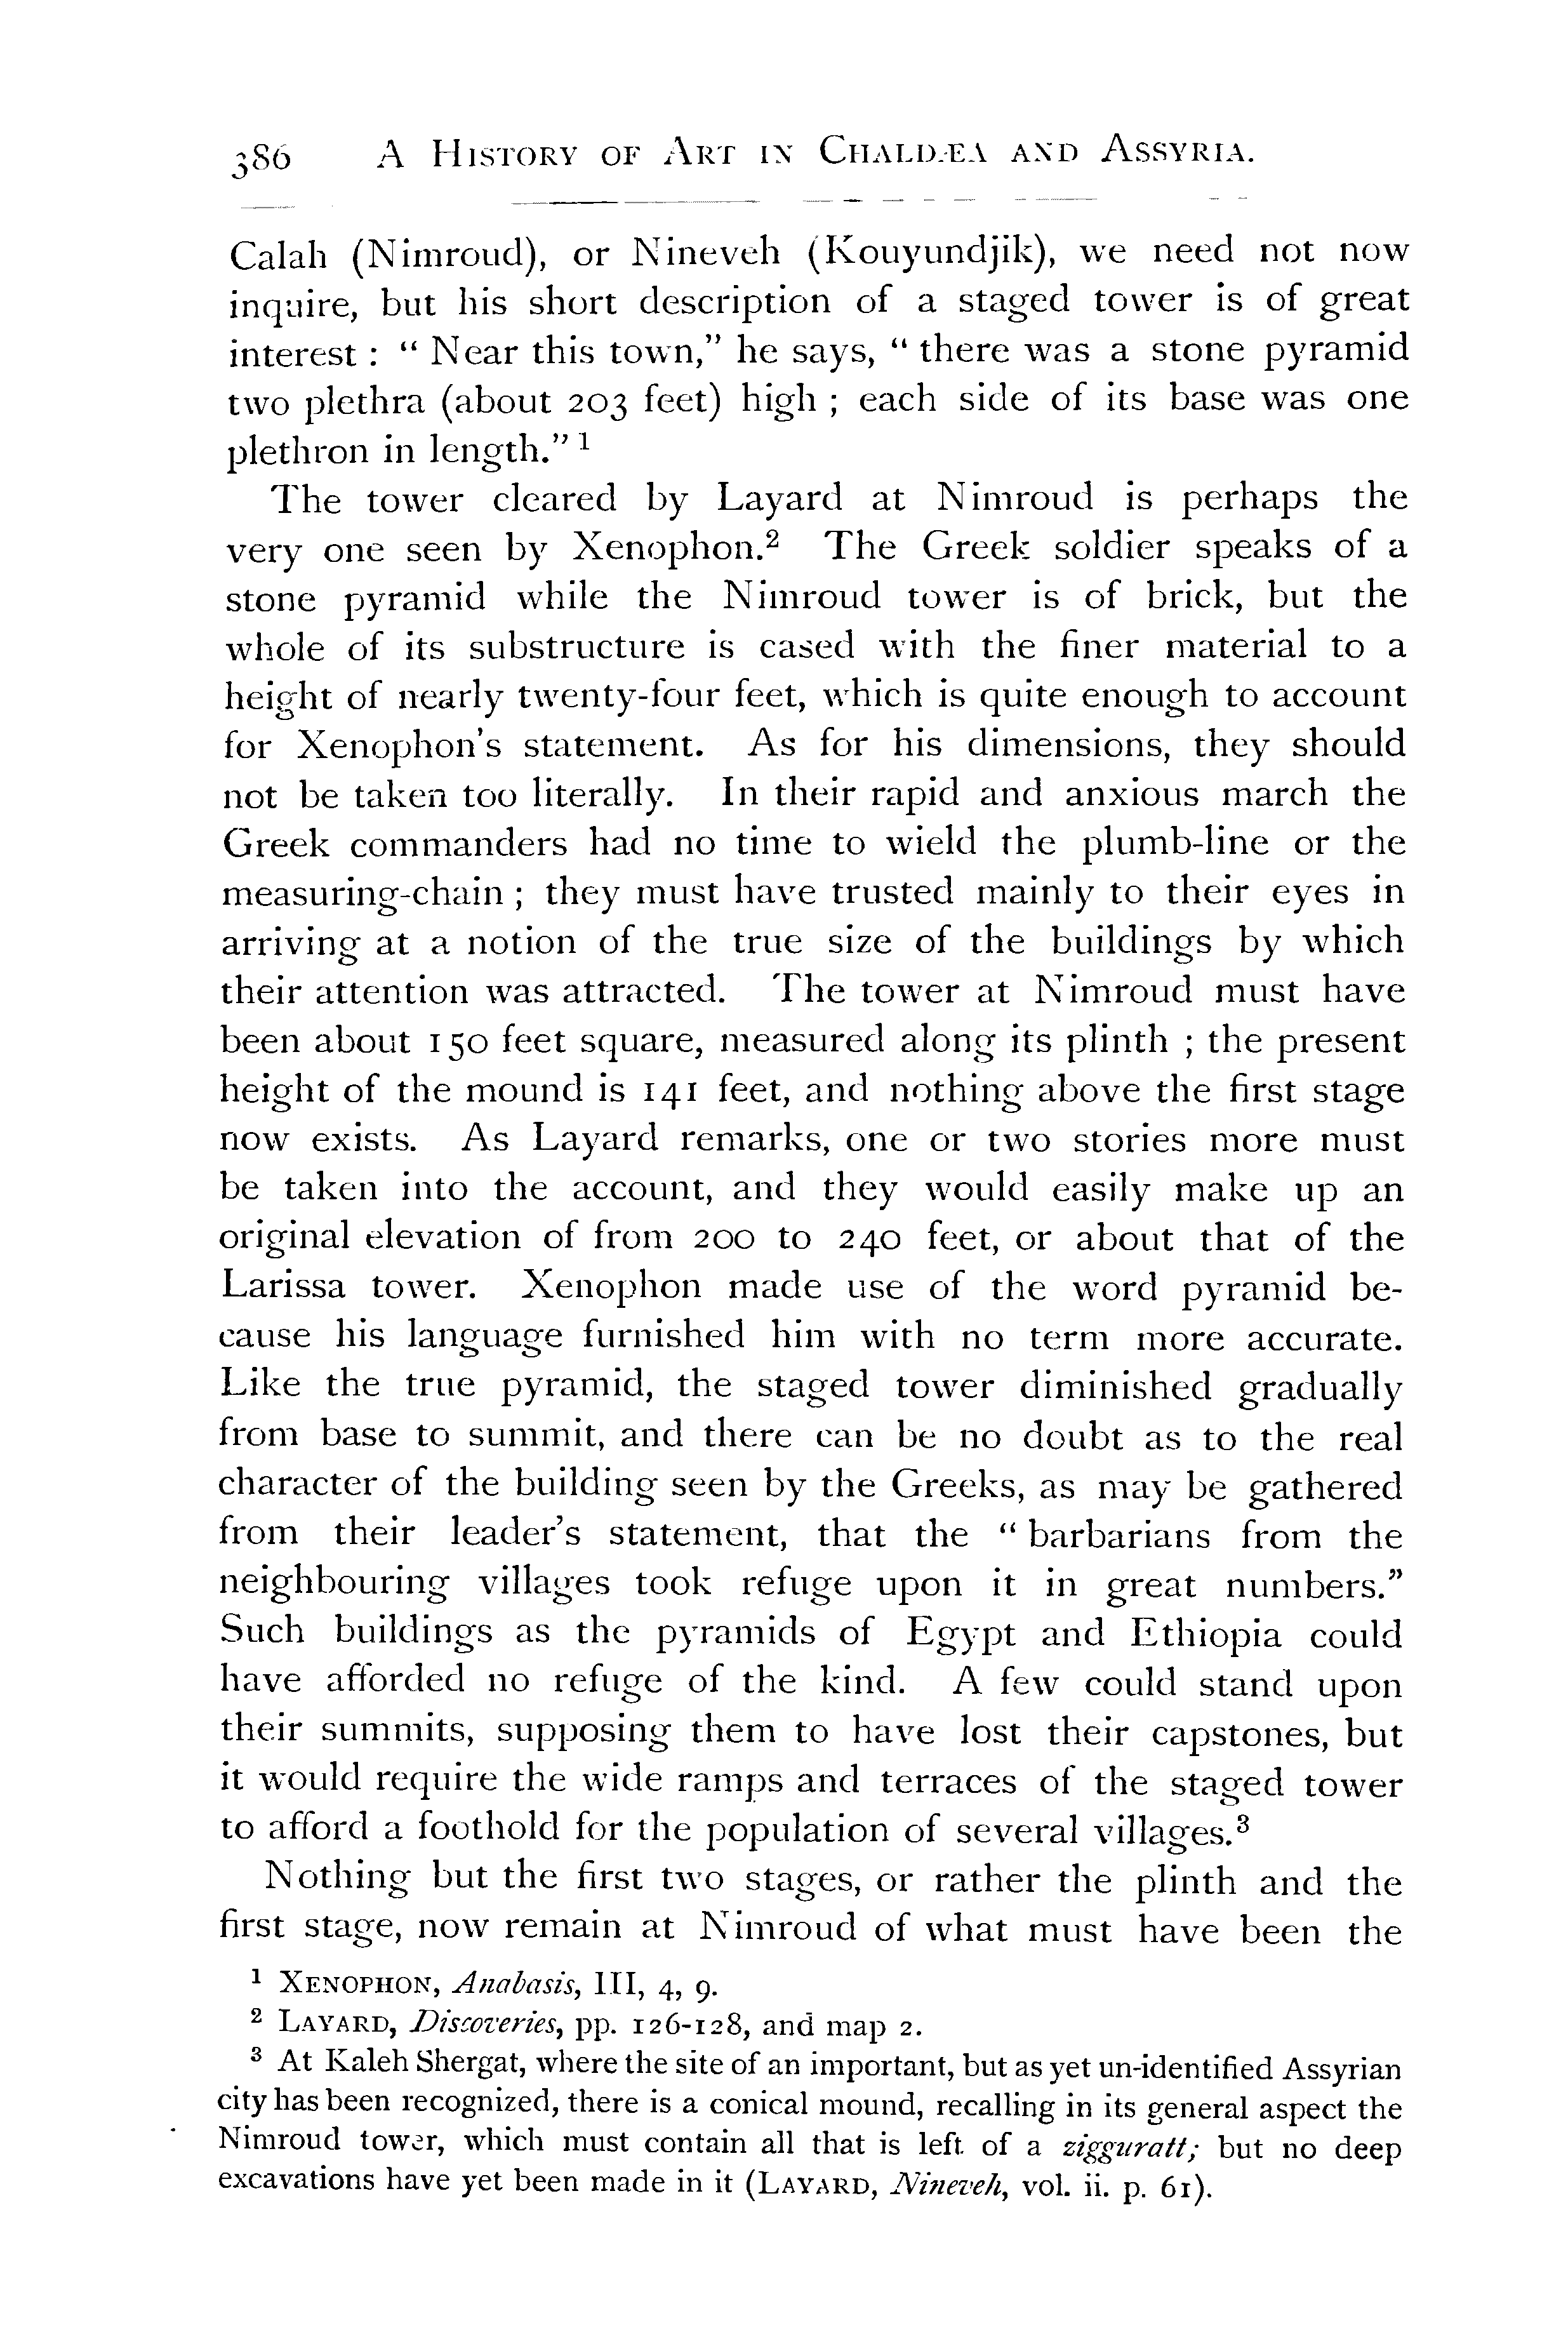 386 A History of Art in Chaldæa and Assyria.
Calah (Nimroud), or Nineveh (Kouyundjik), we need not now
inquire, but his short description of a staged tower is of great
interest : “ Near this town,” he says, “ there was a stone pyramid
two plethra (about 203 feet) high ; each side of its base was one
plethron in length.” 1
The tower cleared by Layard at Nimroud is perhaps the
very one seen by Xenophon.2 The Greek soldier speaks of a
stone pyramid while the Nimroud tower is of brick, but the
whole of its substructure is cased with the finer material to a
height of nearly twenty-four feet, which is quite enough to account
for Xenophon’s statement. As for his dimensions, they should
not be taken too literally. In their rapid and anxious march the
Greek commanders had no time to wield the plumb-line or the
measuring-chain ; they must have trusted mainly to their eyes in
arriving at a notion of the true size of the buildings by which
their attention was attracted. The tower at Nimroud must have
been about 150 feet square, measured along its plinth ; the present
height of the mound is 141 feet, and nothing above the first stage
now exists. As Layard remarks, one or two stories more must
be taken into the account, and they would easily make up an
original elevation of from 200 to 240 feet, or about that of the
Larissa tower. Xenophon made use of the word pyramid be-
cause his language furnished him with no term more accurate.
Like the true pyramid, the staged tower diminished gradually
from base to summit, and there can be no doubt as to the real
character of the building seen by the Greeks, as may be gathered
from their leader’s statement, that the “ barbarians from the
neighbouring villages took refuge upon it in great numbers.”
Such buildings as the pyramids of Egypt and Ethiopia could
have afforded no refuge of the kind. A few could stand upon
their summits, supposing them to have lost their capstones, but
it would require the wide ramps and terraces of the staged tower
to afford a foothold for the population of several villages.3
Nothing but the first two stages, or rather the plinth and the
first stage, now remain at Nimroud of what must have been the
1 Xenophon, Anabasis, III, 4, 9.
2 Layard, Discoveries, pp. 126-128, and map 2.
3 At Kaleh Shergat, where the site of an important, but as yet un-identified Assyrian
city has been recognized, there is a conical mound, recalling in its general aspect the
Nimroud tower, which must contain all that is left of a zigguratt; but no deep
excavations have yet been made in it (Layard, Nineveh, vol. ii. p. 61).